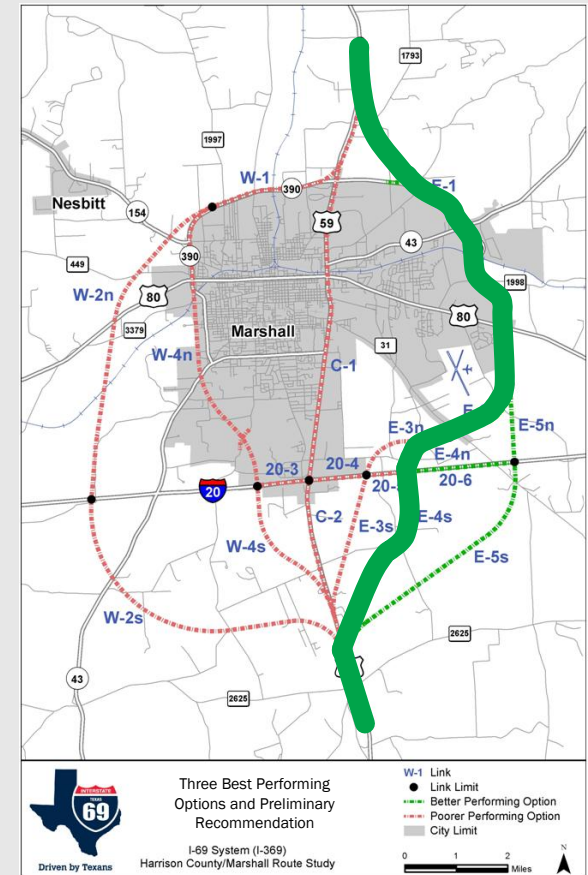 1793
1997
W-1
390
E-1
Nesbitt
154
59
43
390
449
W-2n
1998
80
80
3379
Marshall
31
W-4n
C-1
E
E-3n
E-5n
E-4n
20-3
20-4
20-6
20
20-
C-2
E-3s
E-4s
W-4s
E-5s
W-2s
2625
43
2625
INTERSTATE
TEXAS
69
Driven by Texans
Three Best Performing
Options and Preliminary
Recommendation
I-69 System (I-369)
Harrison County/Marshall Route Study
W-1 Link
Link Limit
Better Performing Option
Poorer Performing Option
City Limit
0 1 2
Miles
N